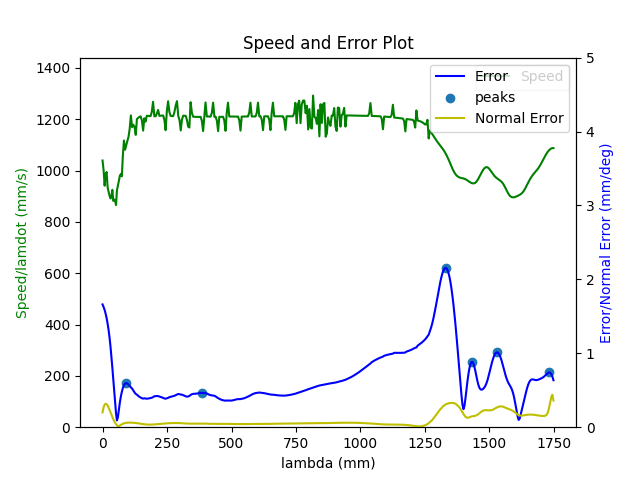 Speed and Error Plot
1400
1200
1000
800
600
400
200
0
Speed/lamdot (mm/s)
5
4
3
2
1
0
Error/Normal Error (mm/deg)
Error
Speed
peaks
Normal Error
0
250
500
750
1000
1250
1500
1750
lambda (mm)